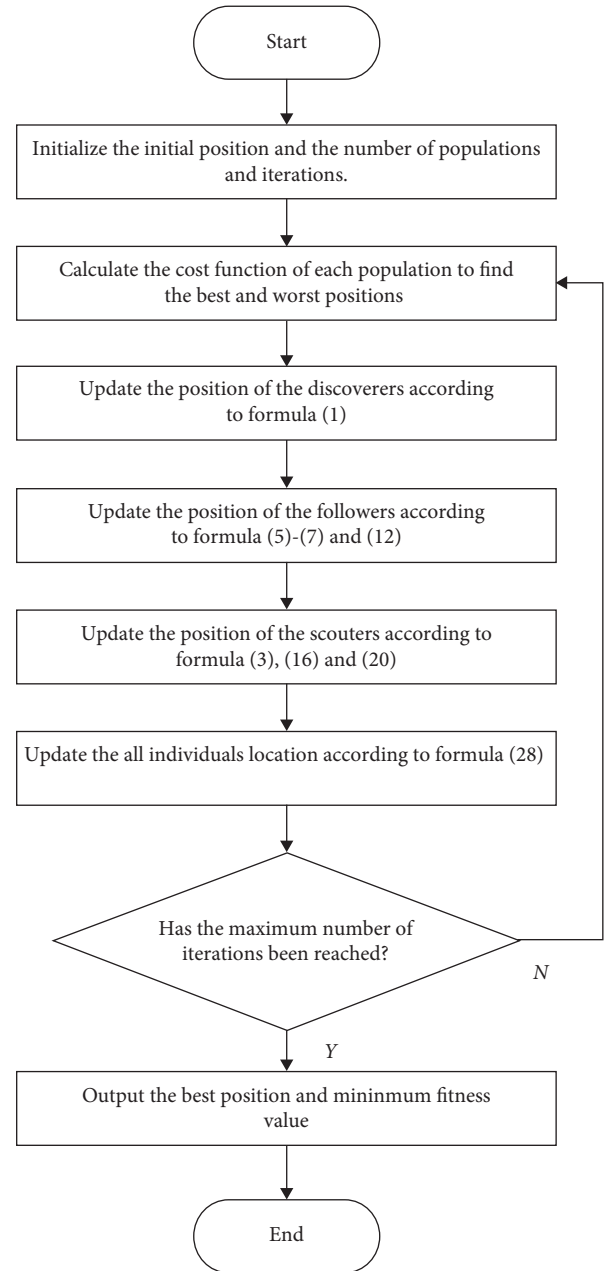 Start
Initialize the initial position and the number of populations
and iterations.
Calculate the cost function of each population to find
the best and worst positions
Update the position of the discoverers according
to formula (1)
Update the position of the followers according
to formula (5)-(7) and (12)
Update the position of the scouters according to
formula (3), (16) and (20)
Update the all individuals location according to formula (28)
Has the maximum number of
iterations been reached?
N
Y
Output the best position and mininmum fitness
value
End